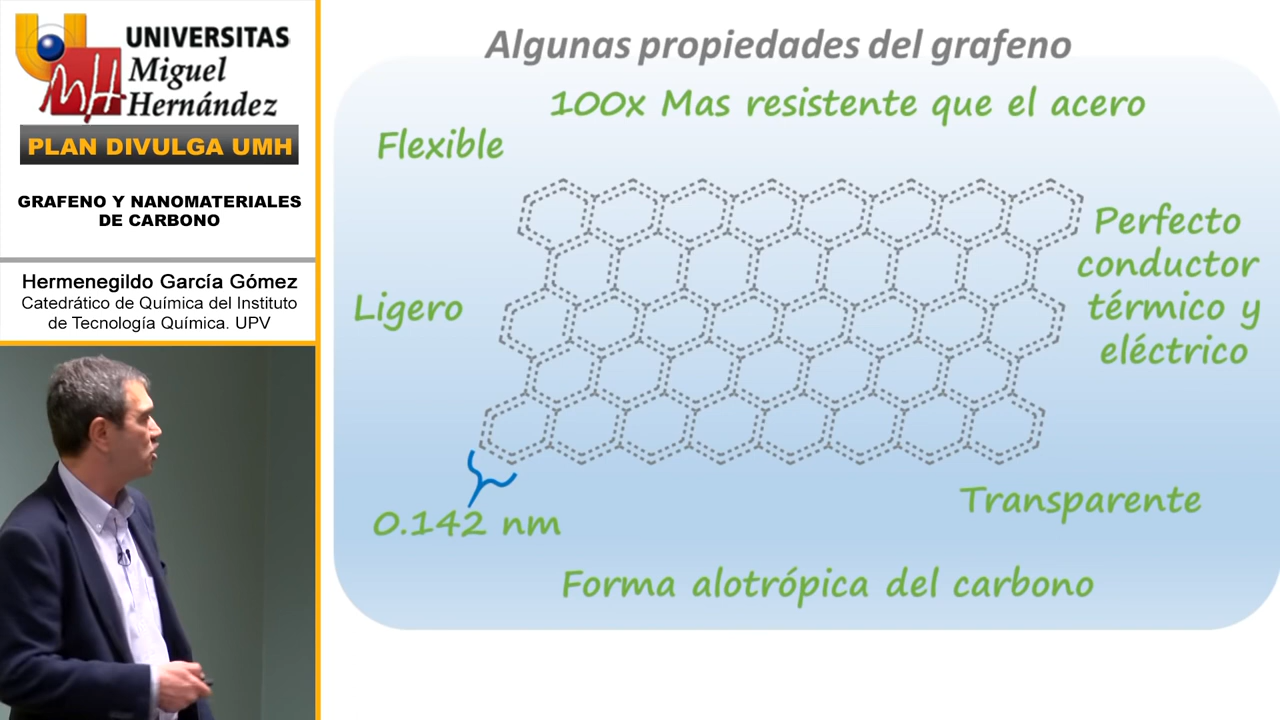 UNIVERSITAS
Miguel
Hernández
PLAN DIVULGA UMH
GRAFENO Y NANOMATERIALES
DE CARBONO
Hermenegildo García Gómez
Catedrático de Química del Instituto
de Tecnología Química. UPV
Algunas propiedades del grafeno
100x Mas resistente que el acero
Flexible
Perfecto
conductor
térmico y
eléctrico
Ligero
0.142 nm
Transparente
Forma alotrópica del carbono